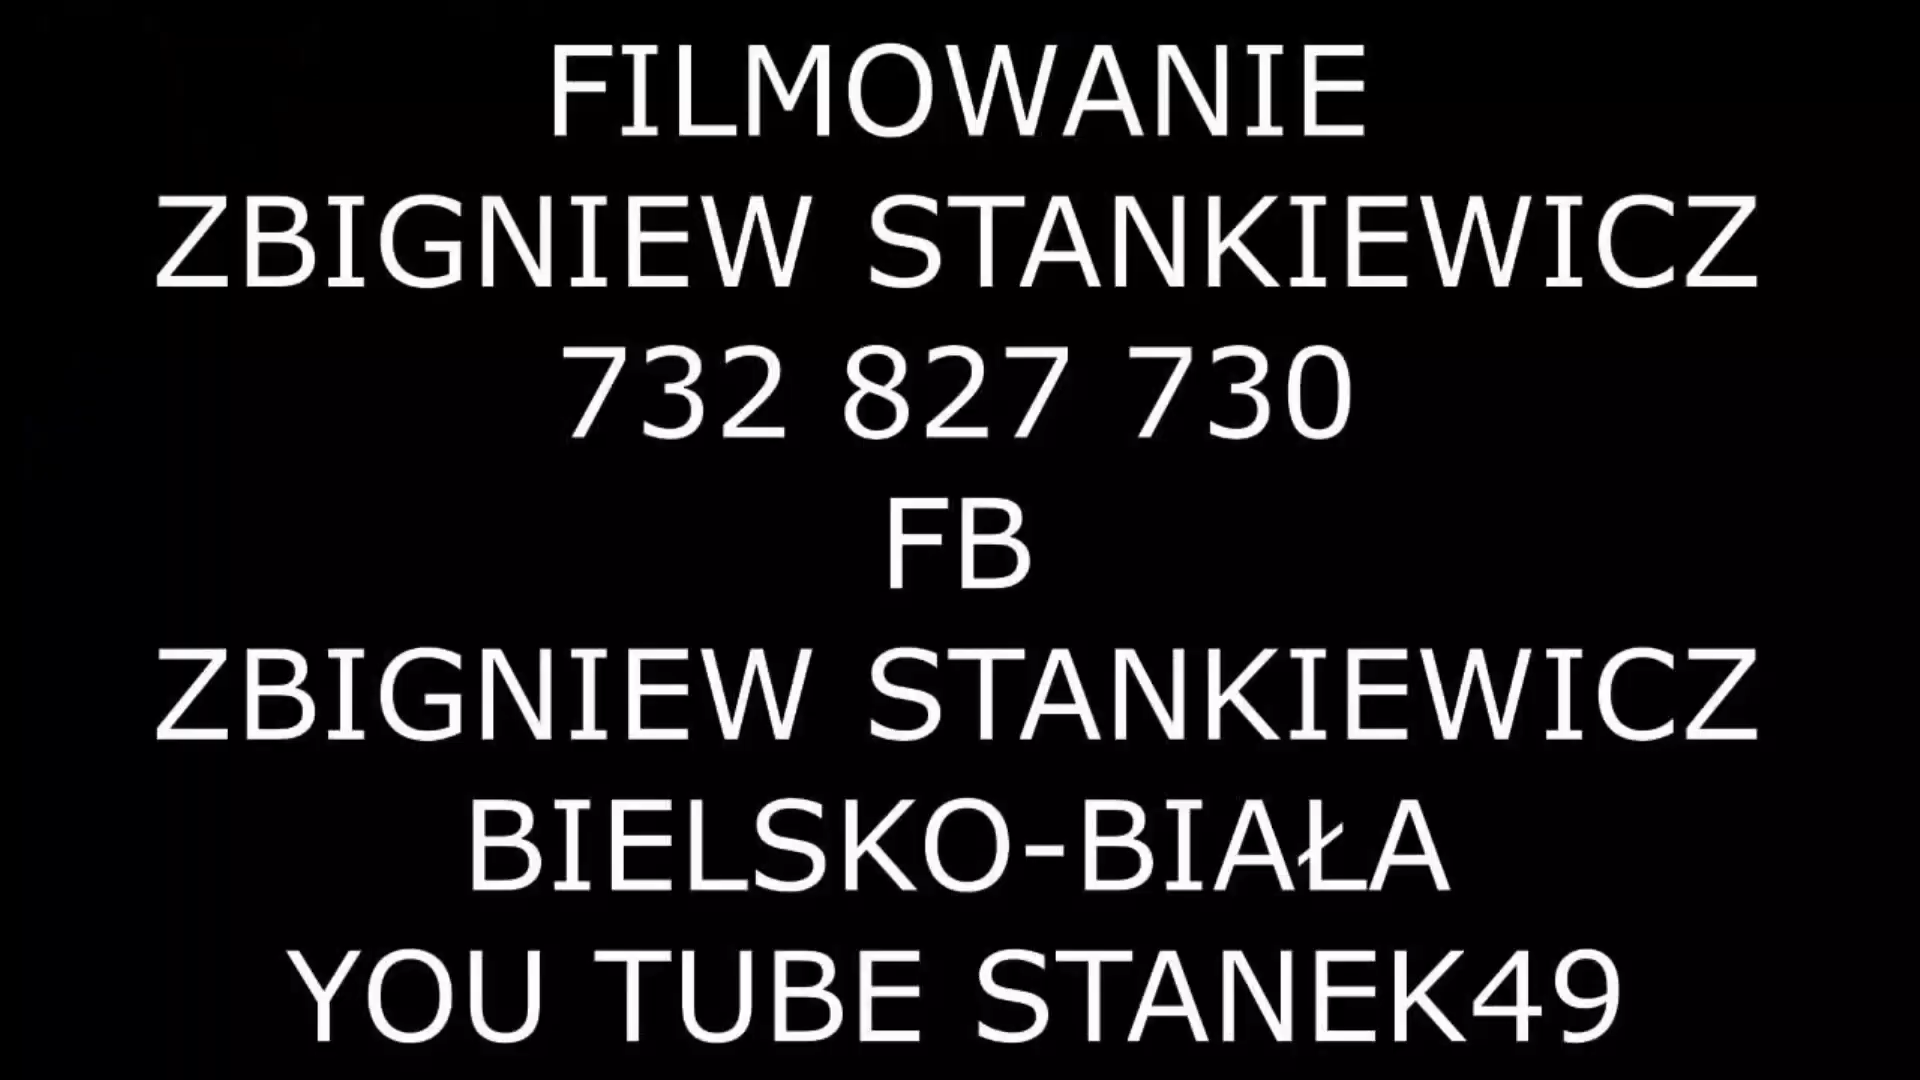 FILMOWANIE
ZBIGNIEW STANKIEWICZ
732 827 730
FB
ZBIGNIEW STANKIEWICZ
BIELSKO-BIAŁA
YOU TUBE STANEK49